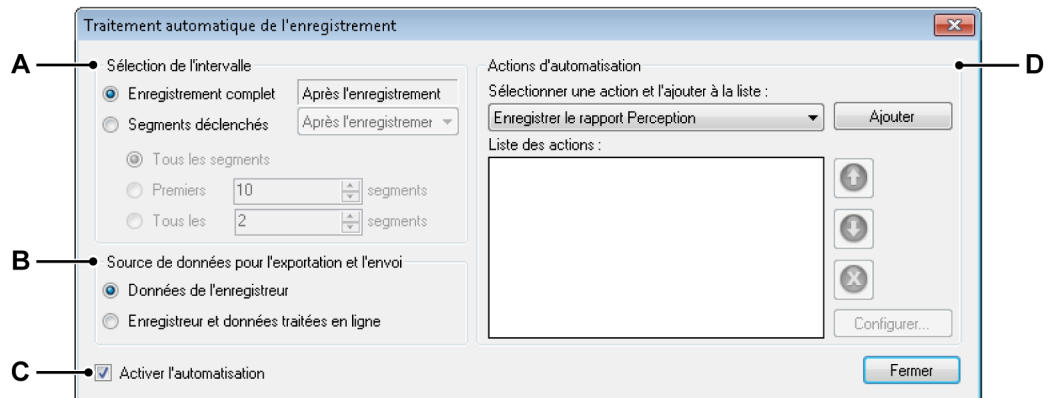 Traitement automatique de l'enregistrement
A
Sélection de l'intervalle
Enregistrement complet
Après l'enregistrement
Segments déclenchés
Après l'enregistremer
Tous les segments
Premiers
10
segments
Tous les
2
segments
B
Source de données pour l'exportation et l'envoi
Données de l'enregistreur
Enregistreur et données traitées en ligne
C
Activer l'automatisation
D
Actions d'automatisation
Sélectionner une action et l'ajouter à la liste :
Enregistrer le rapport Perception
Ajouter
Liste des actions :
Configurer...
Fermer